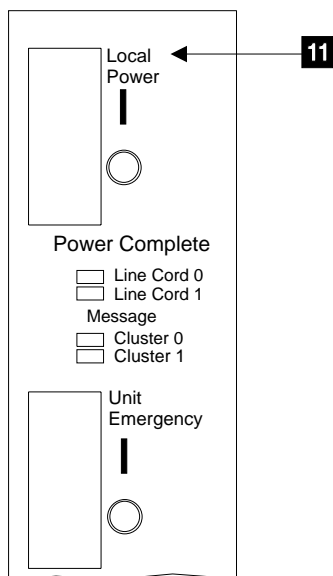 Local
Power
11
Power Complete
Line Cord 0
Line Cord 1
Message
Cluster 0
Cluster 1
Unit
Emergency